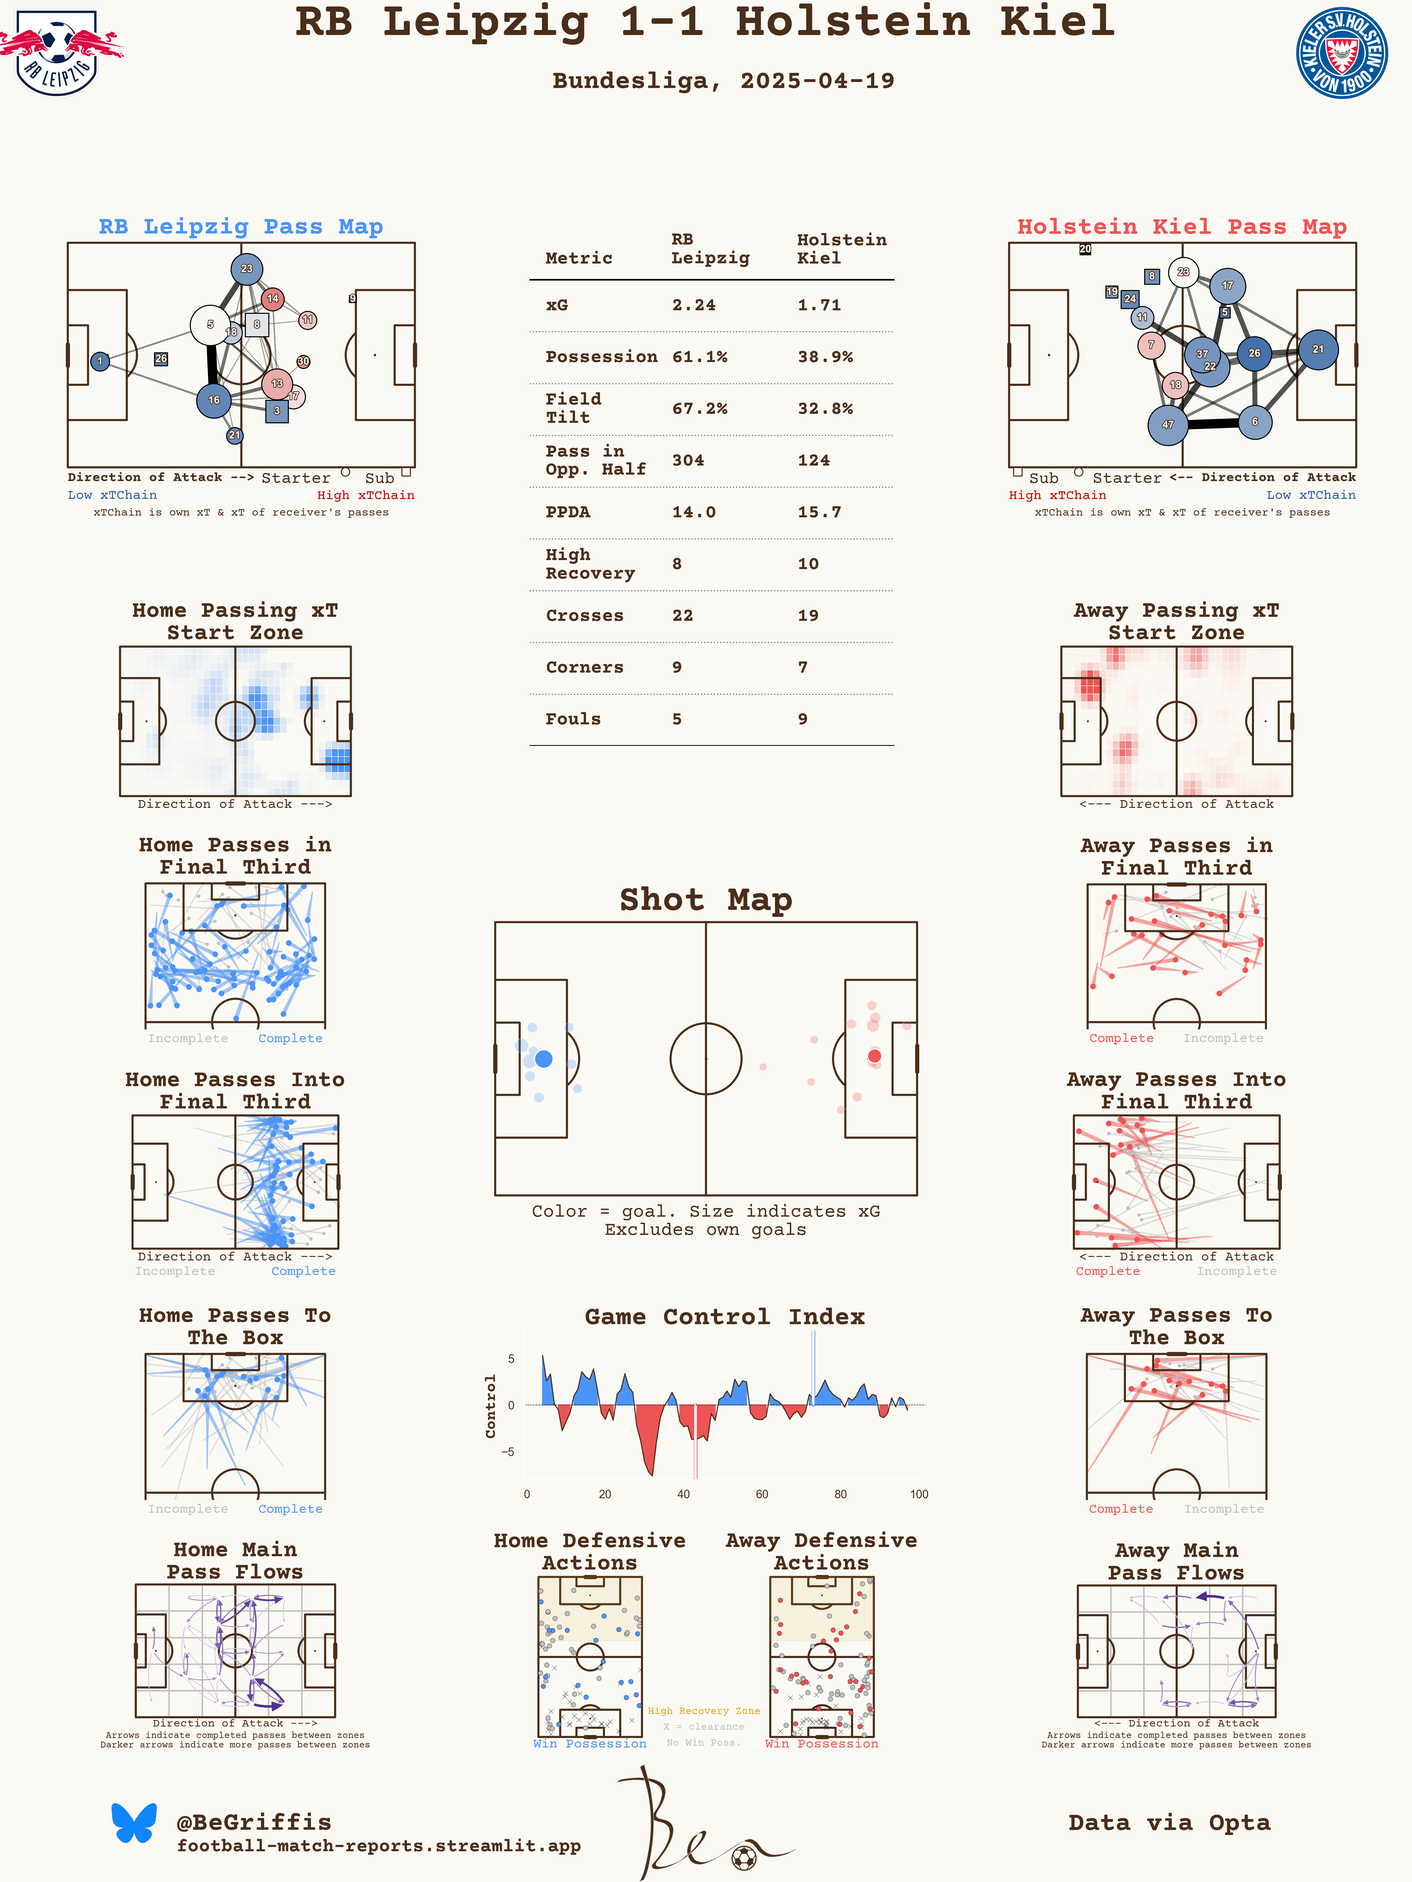 RB Leipzig 1-1 Holstein Kiel
Bundesliga, 2025-04-19
RB LEIPZIG
KIELER S.V. HOLSTEIN
VON 1900
RB Leipzig Pass Map
23
14
11
5
18
8
9
1
26
30
13
17
16
3
21
Direction of Attack --> Starter Sub
Low xTChain High xTChain
xTChain is own xT & xT of receiver's passes
Metric RB Leipzig Holstein Kiel
xG 2.24 1.71
Possession 61.1% 38.9%
Field Tilt 67.2% 32.8%
Pass in Opp. Half 304 124
PPDA 14.0 15.7
High Recovery 8 10
Crosses 22 19
Corners 9 7
Fouls 5 9
Holstein Kiel Pass Map
20
8
23
17
19
24
11
5
7
37
22
26
21
18
47
6
Sub Starter <-- Direction of Attack
High xTChain Low xTChain
xTChain is own xT & xT of receiver's passes
Home Passing xT
Start Zone
Direction of Attack --->
Away Passing xT
Start Zone
<--- Direction of Attack
Home Passes in
Final Third
Incomplete Complete
Away Passes in
Final Third
Complete Incomplete
Shot Map
Color = goal. Size indicates xG
Excludes own goals
Home Passes Into
Final Third
Direction of Attack --->
Incomplete Complete
Away Passes Into
Final Third
<--- Direction of Attack
Complete Incomplete
Home Passes To
The Box
Incomplete Complete
Game Control Index
Control
5
0
−5
0 20 40 60 80 100
Away Passes To
The Box
Complete Incomplete
Home Main
Pass Flows
Direction of Attack --->
Arrows indicate completed passes between zones
Darker arrows indicate more passes between zones
Home Defensive
Actions
Win Possession
High Recovery Zone
X = clearance
No Win Poss.
Away Defensive
Actions
Win Possession
Away Main
Pass Flows
<--- Direction of Attack
Arrows indicate completed passes between zones
Darker arrows indicate more passes between zones
@BeGriffis
football-match-reports.streamlit.app
Ben
Data via Opta